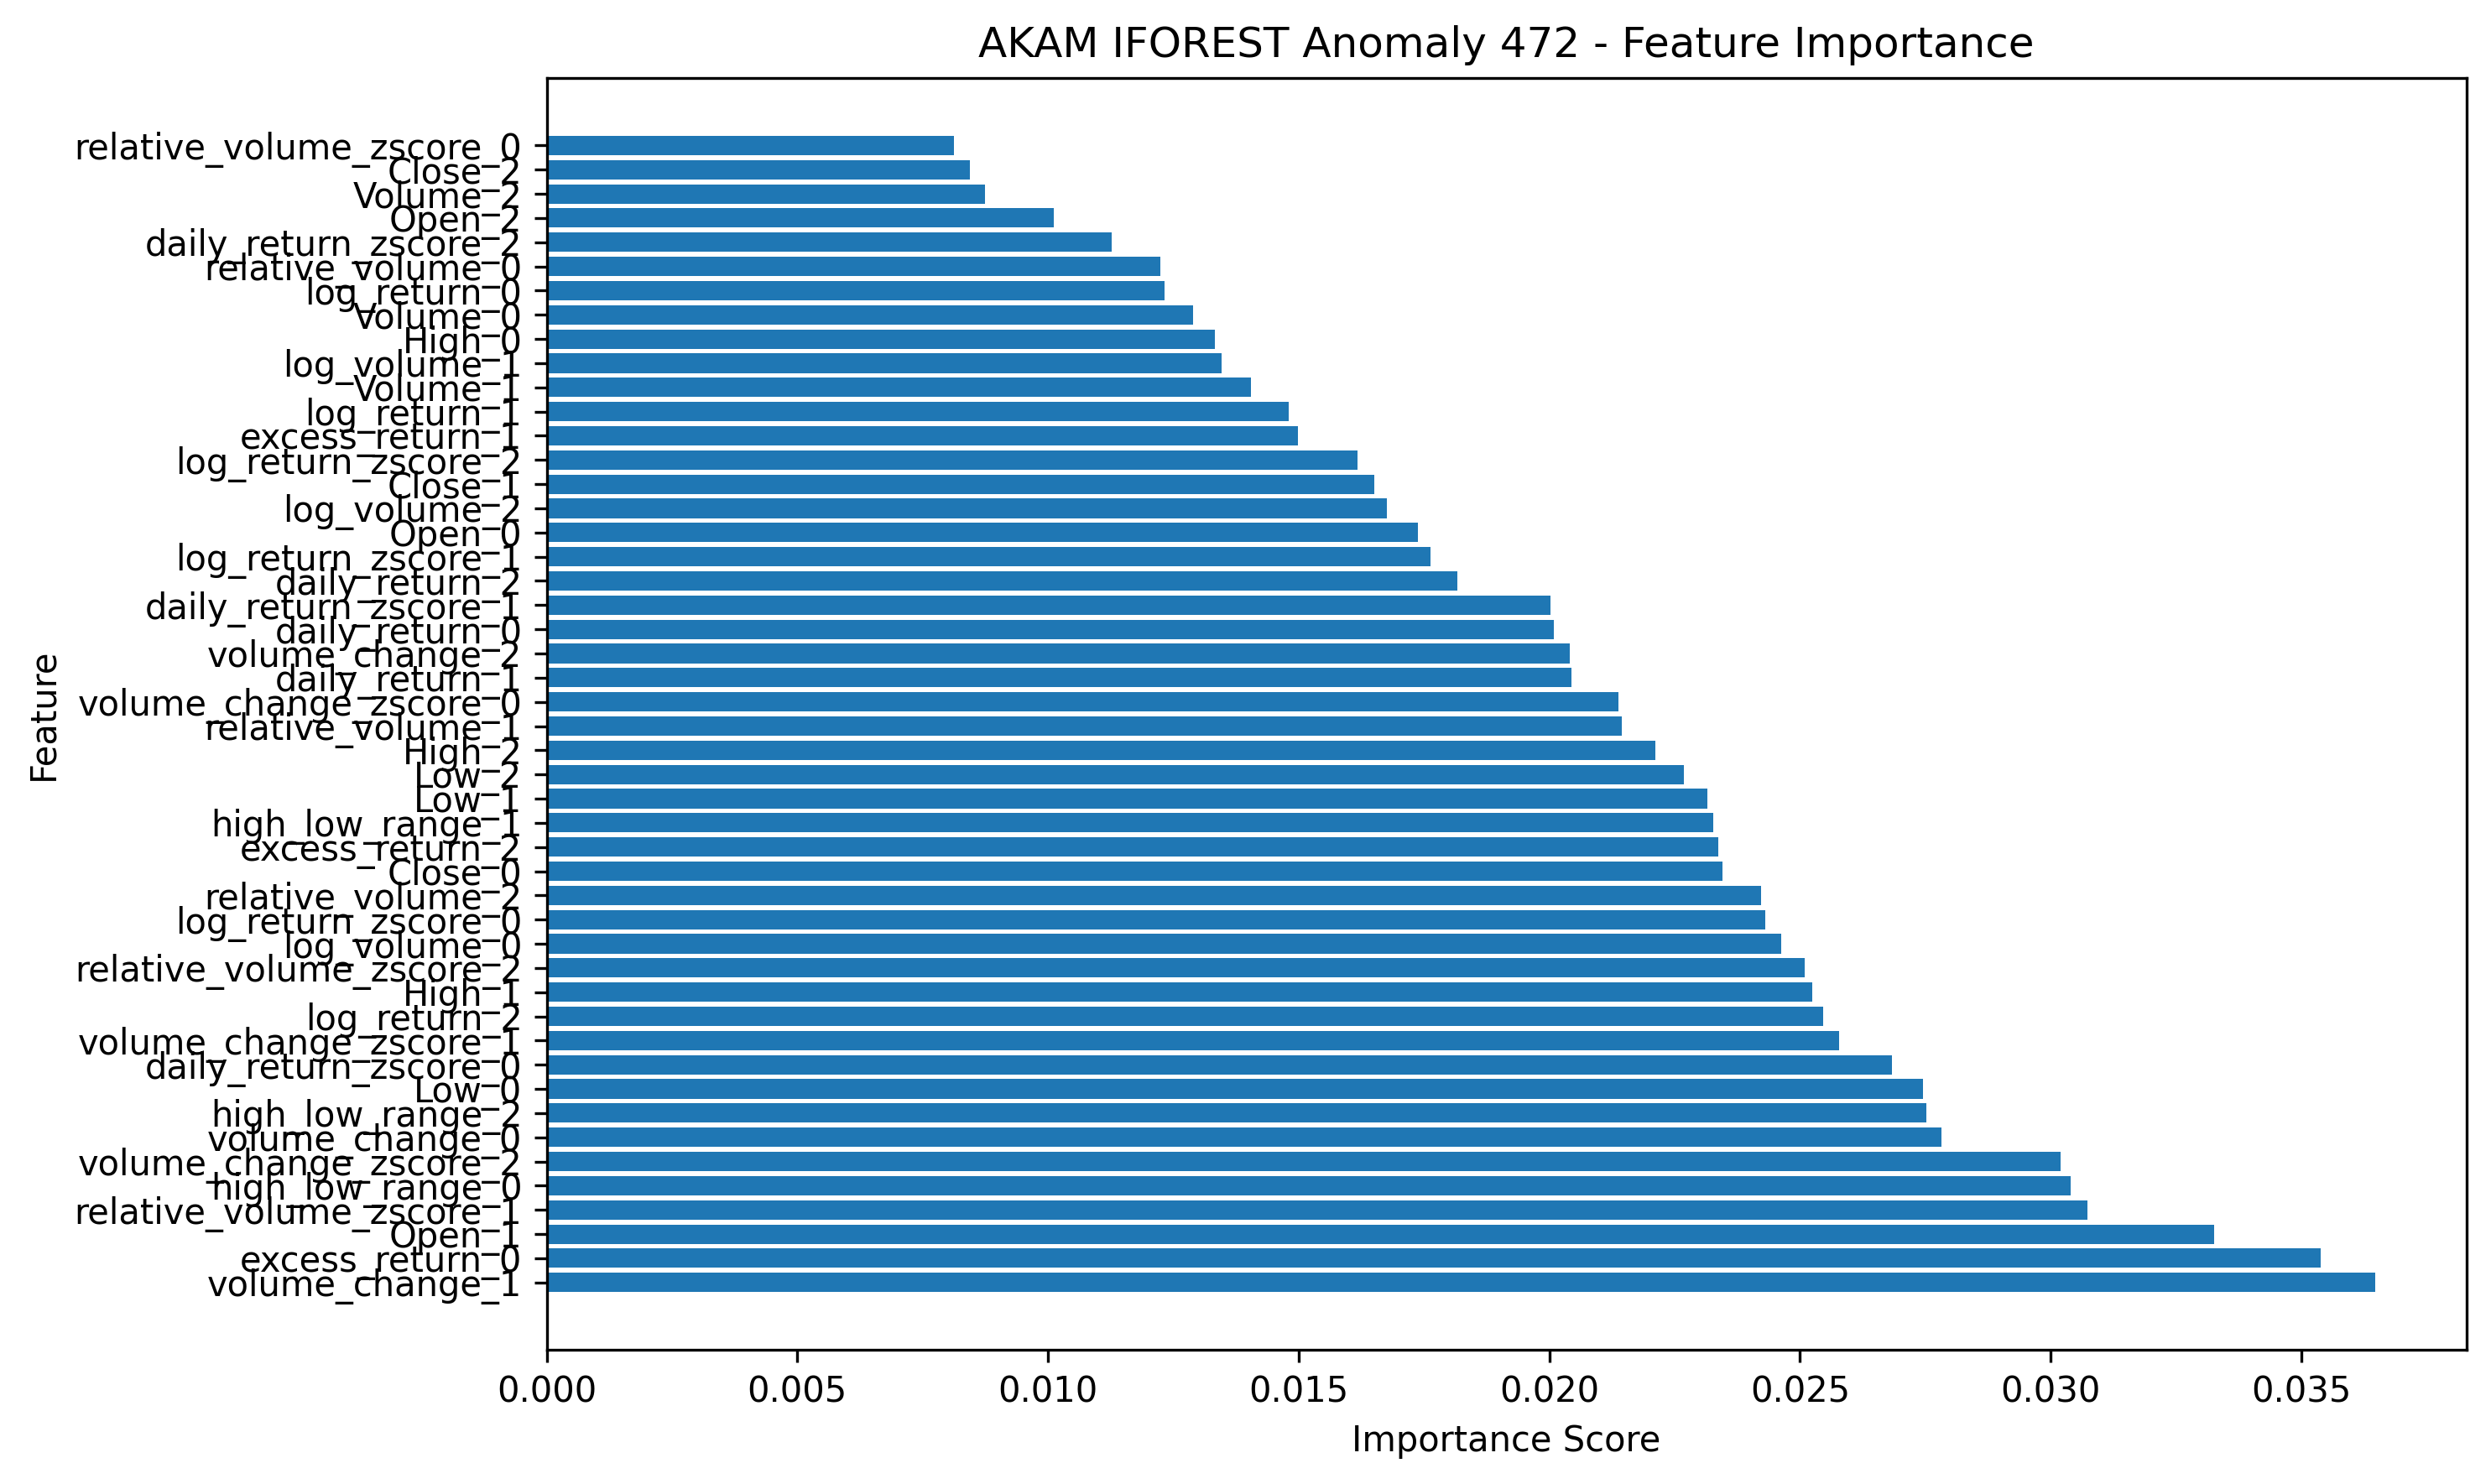 AKAM IFOREST Anomaly 472 - Feature Importance
relative_volume_zscore_0
Close_2
Volume_2
Open_2
daily_return_zscore_2
relative_volume_0
log_return_0
Volume_0
High_0
log_volume_1
Volume_1
log_return_1
excess_return_1
log_return_zscore_2
Close_1
log_volume_2
Open_0
log_return_zscore_1
daily_return_2
daily_return_zscore_1
daily_return_0
volume_change_2
daily_return_1
volume_change_zscore_0
relative_volume_1
High_2
Low_2
Low_1
high_low_range_1
excess_return_2
Close_0
relative_volume_2
log_return_zscore_0
log_volume_0
relative_volume_zscore_2
High_1
log_return_2
volume_change_zscore_1
daily_return_zscore_0
Low_0
high_low_range_2
volume_change_0
volume_change_zscore_2
high_low_range_0
relative_volume_zscore_1
Open_1
excess_return_0
volume_change_1
Feature
0.000 0.005 0.010 0.015 0.020 0.025 0.030 0.035
Importance Score